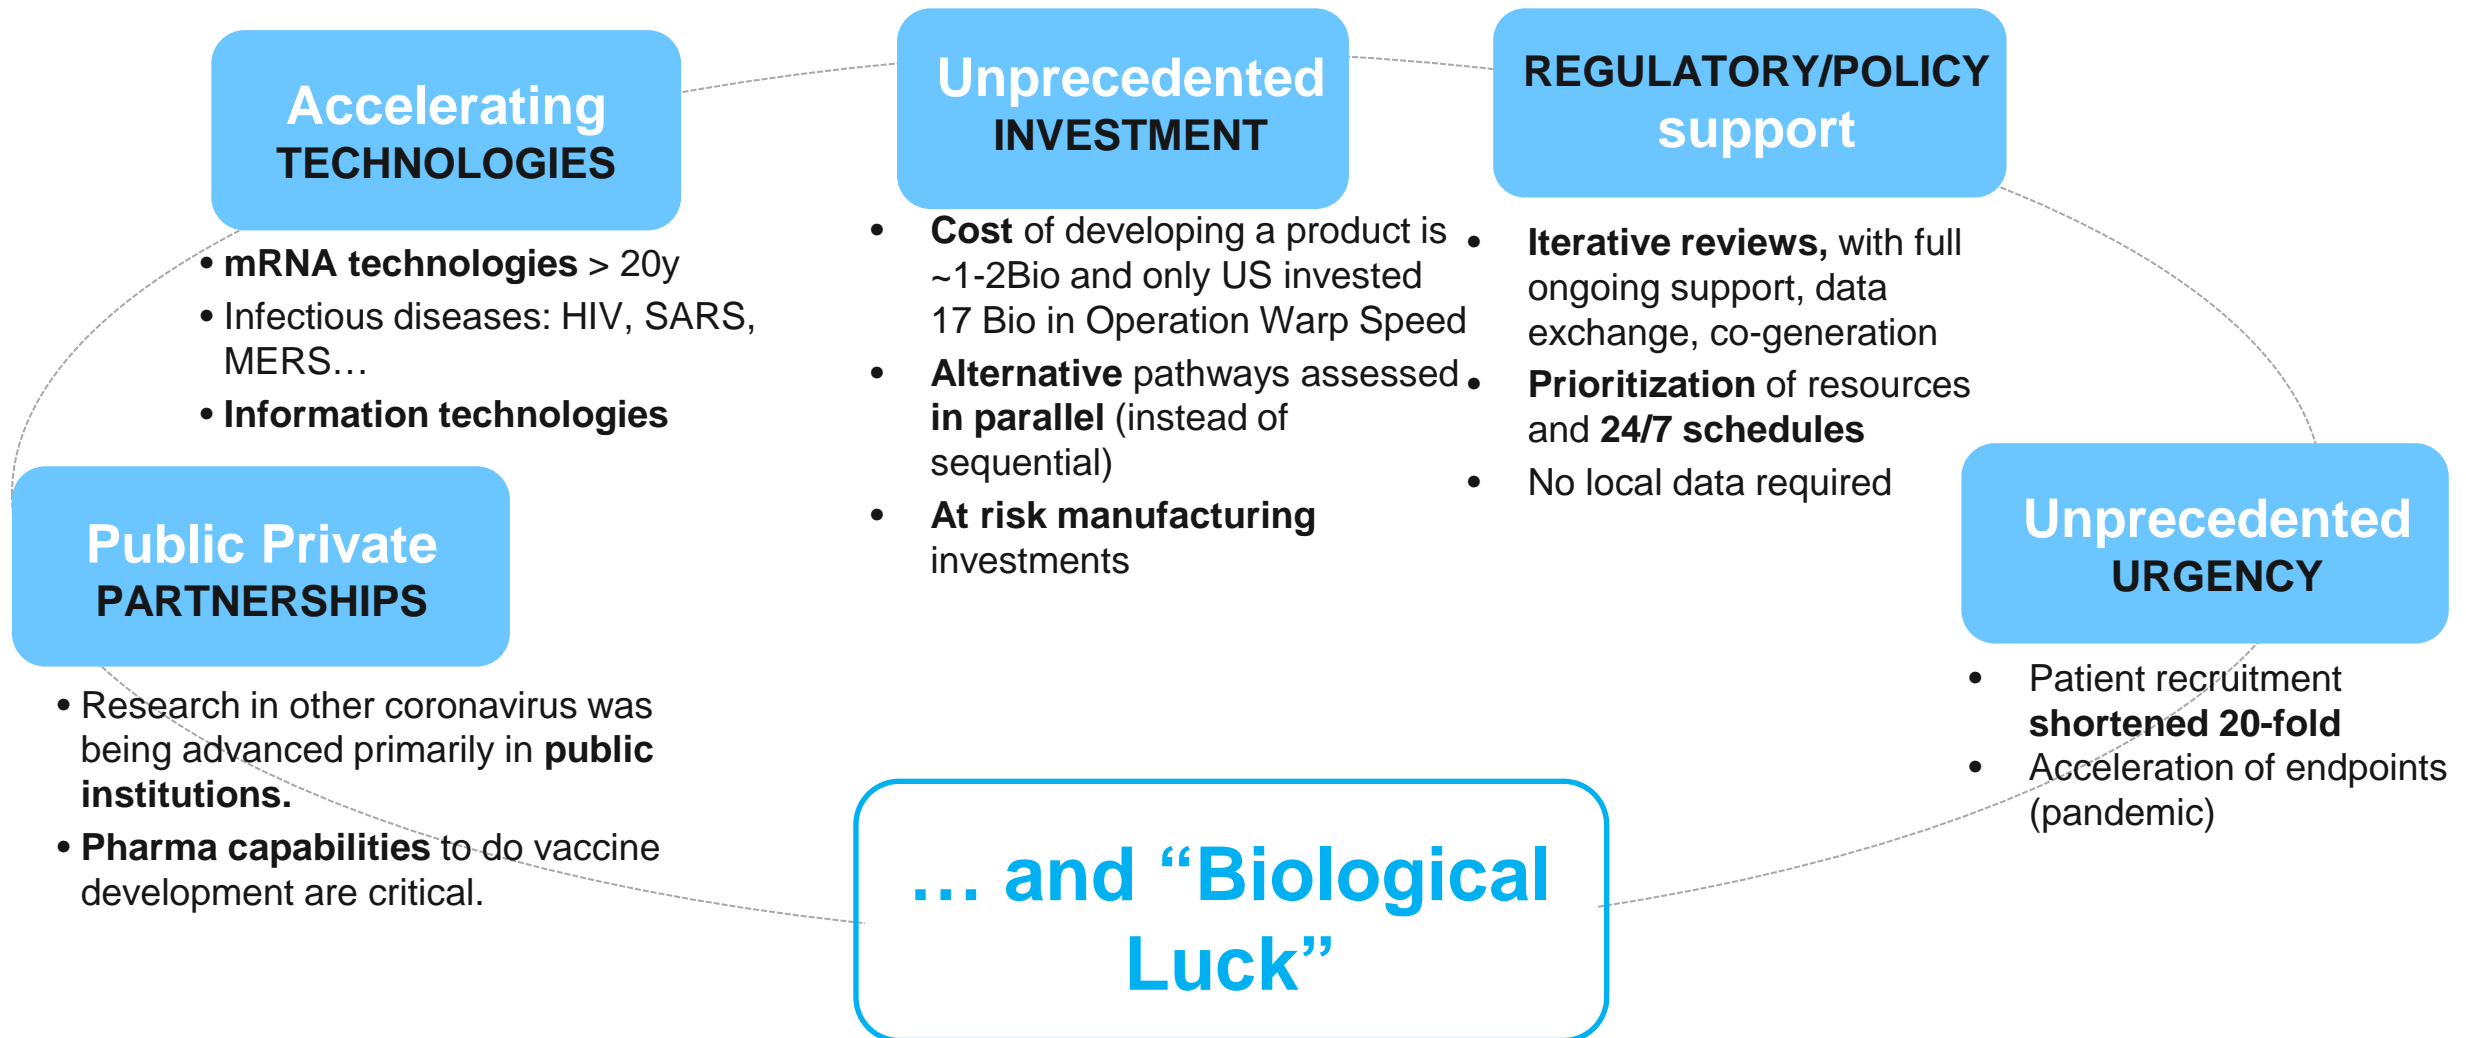 Accelerating
TECHNOLOGIES
• mRNA technologies > 20y
• Infectious diseases: HIV, SARS,
MERS…
• Information technologies
Unprecedented
INVESTMENT
• Cost of developing a product is
~1-2Bio and only US invested
17 Bio in Operation Warp Speed
• Alternative pathways assessed
in parallel (instead of
sequential)
• At risk manufacturing
investments
REGULATORY/POLICY
support
• Iterative reviews, with full
ongoing support, data
exchange, co-generation
• Prioritization of resources
and 24/7 schedules
• No local data required
Public Private
PARTNERSHIPS
• Research in other coronavirus was
being advanced primarily in public
institutions.
• Pharma capabilities to do vaccine
development are critical.
Unprecedented
URGENCY
• Patient recruitment
shortened 20-fold
• Acceleration of endpoints
(pandemic)
… and “Biological
Luck”